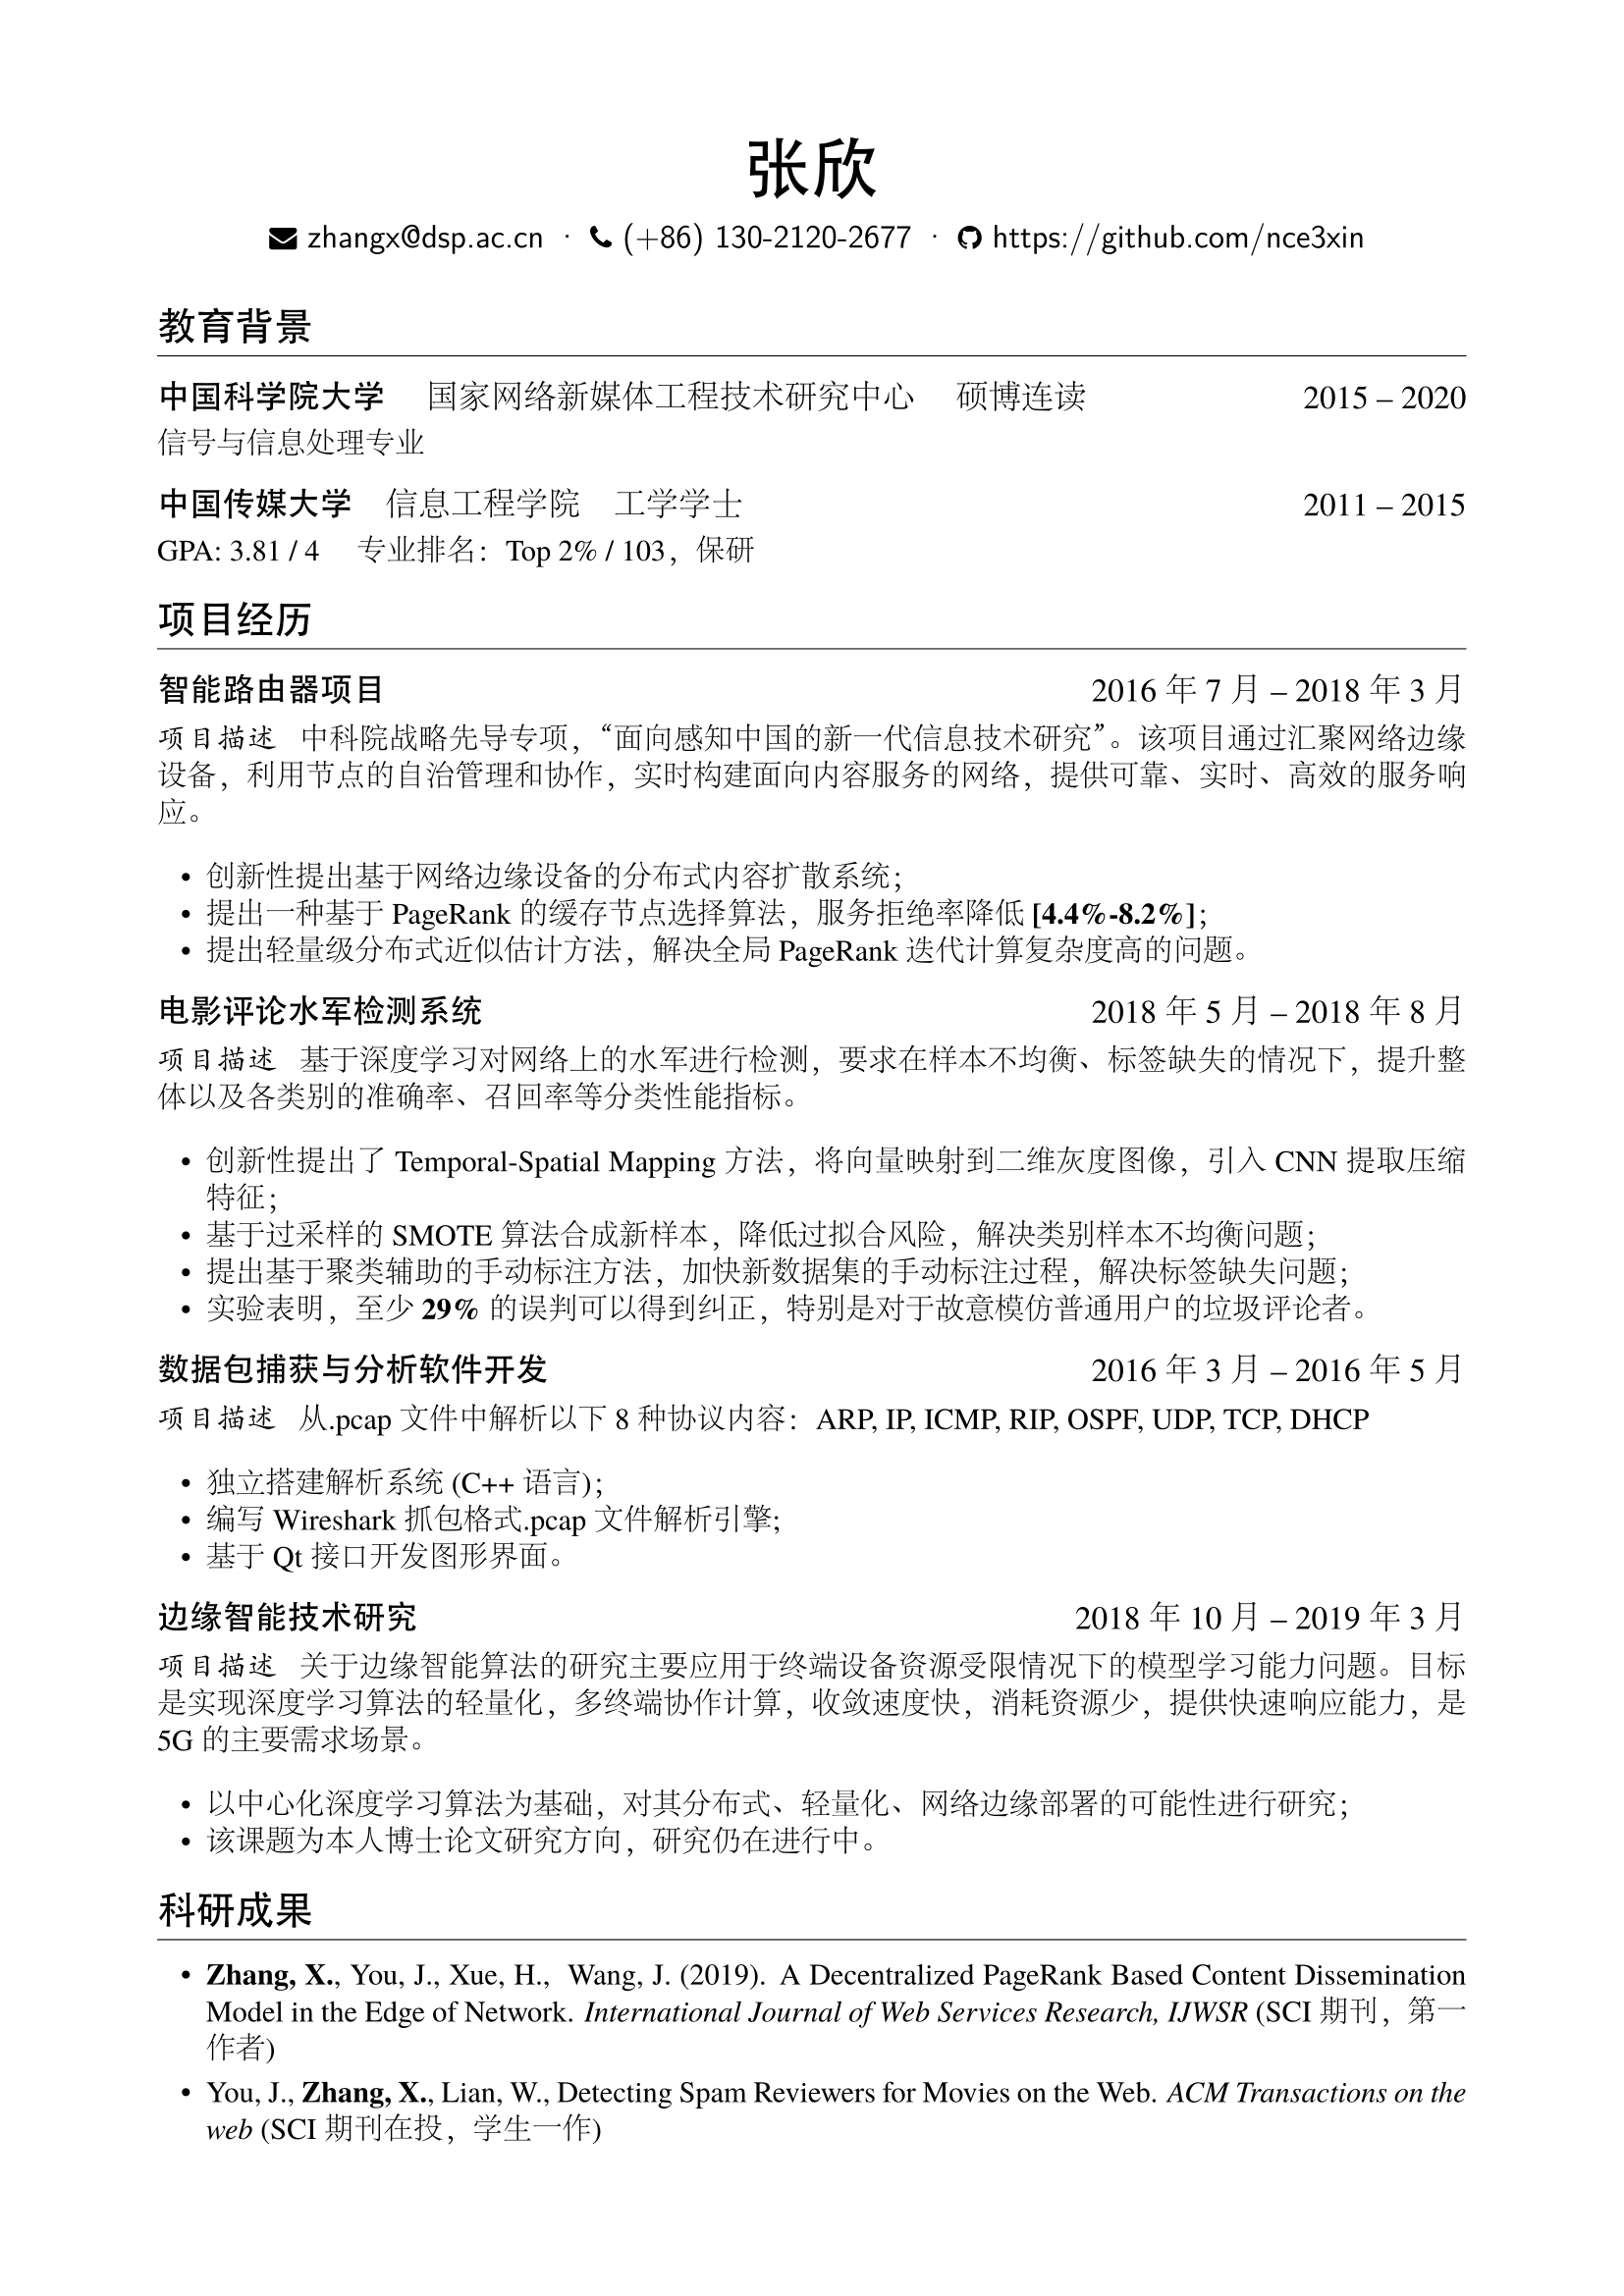 张欣
zhangx@dsp.ac.cn · (+86) 130-2120-2677 · https://github.com/nce3xin
教育背景
中国科学院大学 国家网络新媒体工程技术研究中心 硕博连读 2015 – 2020
信号与信息处理专业
中国传媒大学 信息工程学院 工学学士 2011 – 2015
GPA: 3.81 / 4 专业排名：Top 2% / 103，保研
项目经历
智能路由器项目 2016 年 7 月 – 2018 年 3 月
项目描述 中科院战略先导专项，“面向感知中国的新一代信息技术研究”。该项目通过汇聚网络边缘
设备，利用节点的自治管理和协作，实时构建面向内容服务的网络，提供可靠、实时、高效的服务响
应。
• 创新性提出基于网络边缘设备的分布式内容扩散系统；
• 提出一种基于 PageRank 的缓存节点选择算法，服务拒绝率降低 [4.4%-8.2%]；
• 提出轻量级分布式近似估计方法，解决全局 PageRank 迭代计算复杂度高的问题。
电影评论水军检测系统 2018 年 5 月 – 2018 年 8 月
项目描述 基于深度学习对网络上的水军进行检测，要求在样本不均衡、标签缺失的情况下，提升整
体以及各类别的准确率、召回率等分类性能指标。
• 创新性提出了 Temporal-Spatial Mapping 方法，将向量映射到二维灰度图像，引入 CNN 提取压缩
特征；
• 基于过采样的 SMOTE 算法合成新样本，降低过拟合风险，解决类别样本不均衡问题；
• 提出基于聚类辅助的手动标注方法，加快新数据集的手动标注过程，解决标签缺失问题；
• 实验表明，至少 29% 的误判可以得到纠正，特别是对于故意模仿普通用户的垃圾评论者。
数据包捕获与分析软件开发 2016 年 3 月 – 2016 年 5 月
项目描述 从.pcap 文件中解析以下 8 种协议内容：ARP, IP, ICMP, RIP, OSPF, UDP, TCP, DHCP
• 独立搭建解析系统 (C++ 语言)；
• 编写 Wireshark 抓包格式.pcap 文件解析引擎;
• 基于 Qt 接口开发图形界面。
边缘智能技术研究 2018 年 10 月 – 2019 年 3 月
项目描述 关于边缘智能算法的研究主要应用于终端设备资源受限情况下的模型学习能力问题。目标
是实现深度学习算法的轻量化，多终端协作计算，收敛速度快，消耗资源少，提供快速响应能力，是
5G 的主要需求场景。
• 以中心化深度学习算法为基础，对其分布式、轻量化、网络边缘部署的可能性进行研究；
• 该课题为本人博士论文研究方向，研究仍在进行中。
科研成果
• Zhang, X., You, J., Xue, H., Wang, J. (2019). A Decentralized PageRank Based Content Dissemination
Model in the Edge of Network. International Journal of Web Services Research, IJWSR (SCI 期刊，第一
作者)
• You, J., Zhang, X., Lian, W., Detecting Spam Reviewers for Movies on the Web. ACM Transactions on the
web (SCI 期刊在投，学生一作)